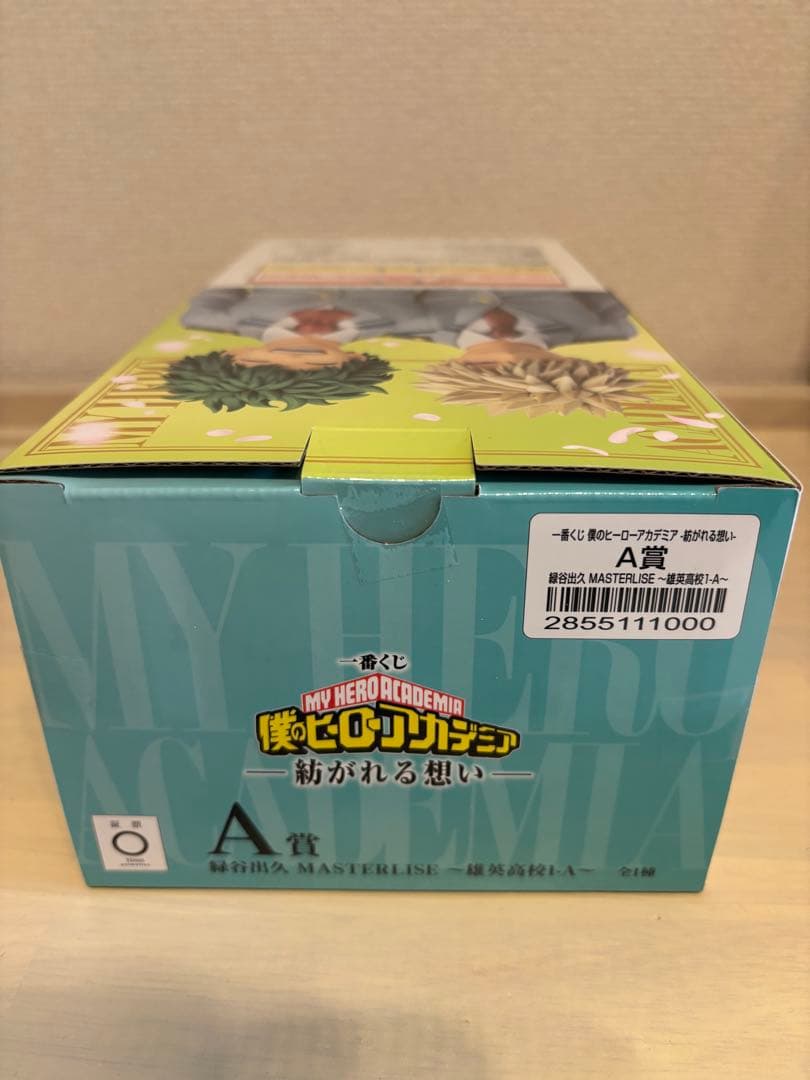 一番くじ 僕のヒーローアカデミア -紡がれる想い-
A賞
緑谷出久 MASTERLISE ～雄英高校1-A～
2855111000
MY HERO
ACADEMIA
一番くじ
MY HERO ACADEMIA
僕のヒーローアカデミア
紡がれる想い
A賞
緑谷出久 MASTERLISE ～雄英高校1-A～ 全1種